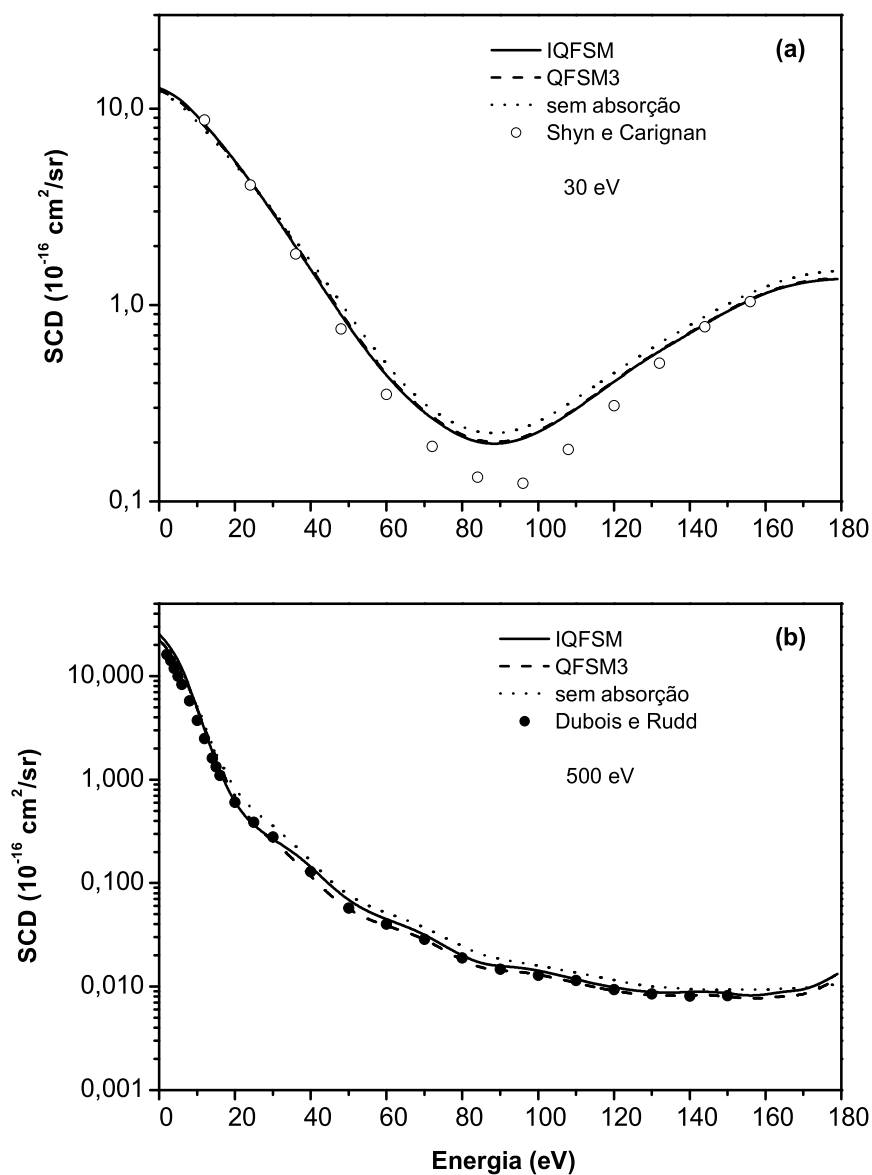 (a)
IQFSM
QFSM3
sem absorção
Shyn e Carignan
30 eV
10,0
1,0
0,1
SCD (10⁻¹⁶ cm²/sr)
0 20 40 60 80 100 120 140 160 180
(b)
IQFSM
QFSM3
sem absorção
Dubois e Rudd
500 eV
10,000
1,000
0,100
0,010
0,001
SCD (10⁻¹⁶ cm²/sr)
0 20 40 60 80 100 120 140 160 180
Energia (eV)